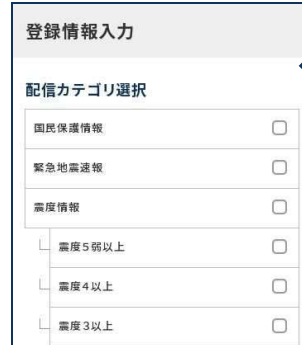 登録情報入力
配信カテゴリ選択
国民保護情報
緊急地震速報
震度情報
震度5弱以上
震度4以上
震度3以上